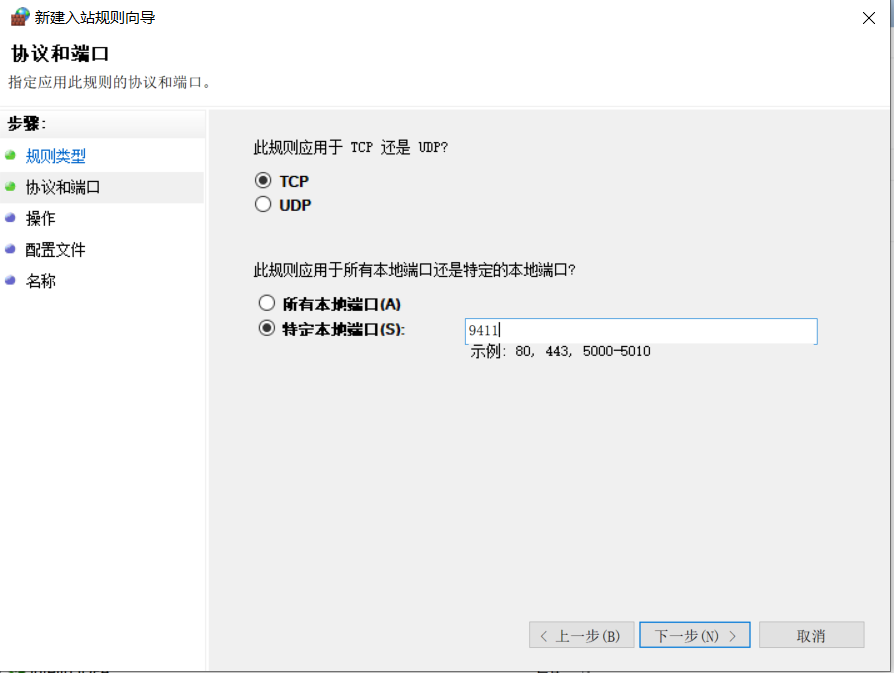 新建入站规则向导
协议和端口
指定应用此规则的协议和端口。
步骤:
规则类型
协议和端口
操作
配置文件
名称
此规则应用于 TCP 还是 UDP?
TCP
UDP
此规则应用于所有本地端口还是特定的本地端口?
所有本地端口(A)
特定本地端口(S):
9411
示例: 80, 443, 5000-5010
< 上一步(B)
下一步(N) >
取消